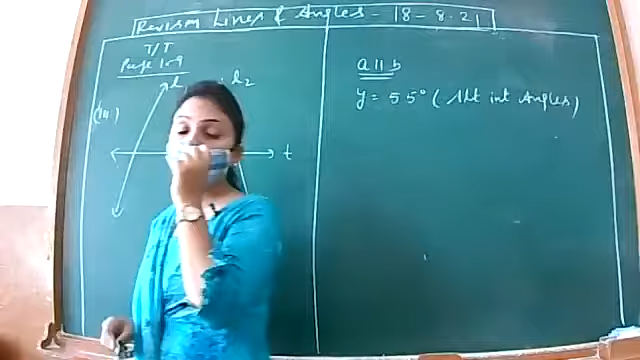 Revision Lines & Angles - 18-8-21
T/T
Page 109
(iii)
l
l2
t
a || b
y = 55° (Alt int Angles)